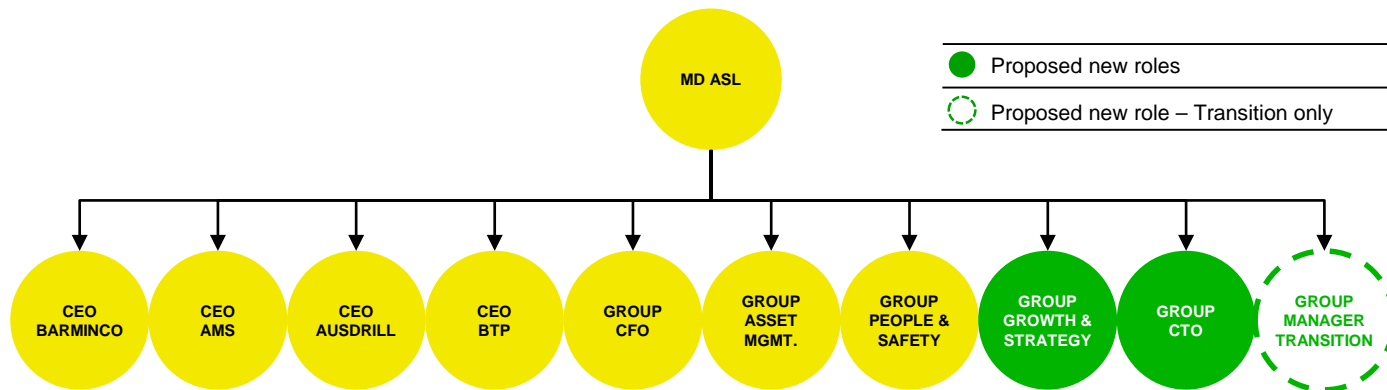 MD ASL
Proposed new roles
Proposed new role – Transition only
CEO
BARMINCO
CEO
AMS
CEO
AUSDRILL
CEO
BTP
GROUP
CFO
GROUP
ASSET
MGMT.
GROUP
PEOPLE &
SAFETY
GROUP
GROWTH &
STRATEGY
GROUP
CTO
GROUP
MANAGER
TRANSITION